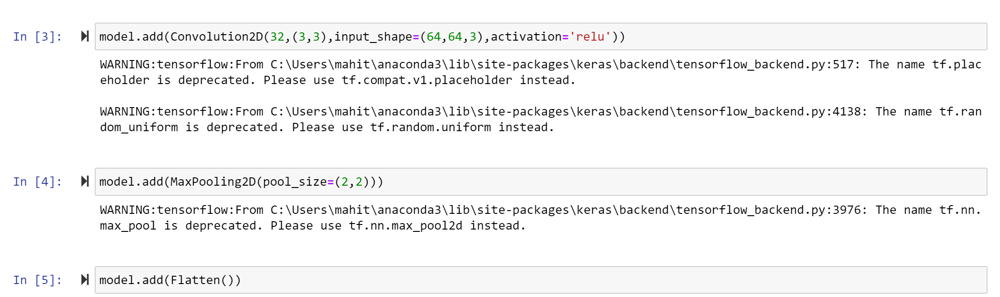 In [3]: model.add(Convolution2D(32,(3,3),input_shape=(64,64,3),activation='relu'))
WARNING:tensorflow:From C:\Users\mahit\anaconda3\lib\site-packages\keras\backend\tensorflow_backend.py:517: The name tf.plac
eholder is deprecated. Please use tf.compat.v1.placeholder instead.
WARNING:tensorflow:From C:\Users\mahit\anaconda3\lib\site-packages\keras\backend\tensorflow_backend.py:4138: The name tf.ran
dom_uniform is deprecated. Please use tf.random.uniform instead.
In [4]: model.add(MaxPooling2D(pool_size=(2,2)))
WARNING:tensorflow:From C:\Users\mahit\anaconda3\lib\site-packages\keras\backend\tensorflow_backend.py:3976: The name tf.nn.
max_pool is deprecated. Please use tf.nn.max_pool2d instead.
In [5]: model.add(Flatten())